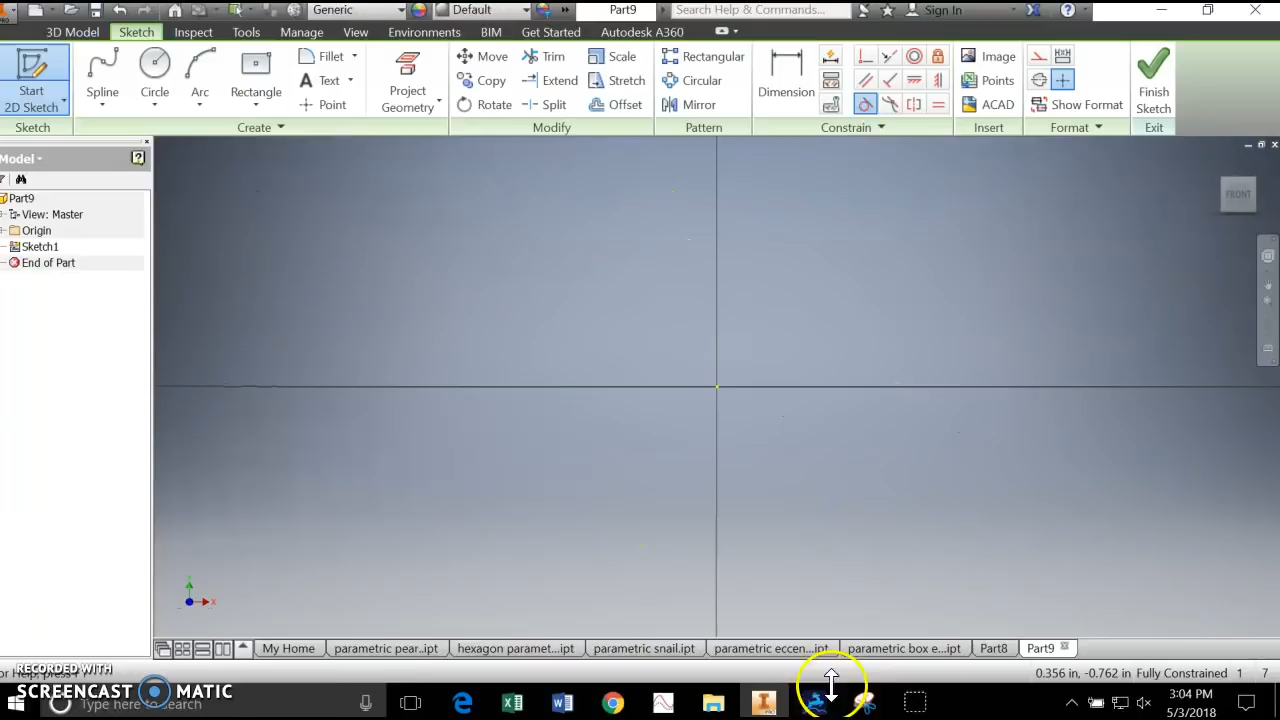 Generic
Default
Part9
Search Help & Commands...
Sign In
3D Model
Sketch
Inspect
Tools
Manage
View
Environments
BIM
Get Started
Autodesk A360
Start
2D Sketch
Spline
Circle
Arc
Rectangle
Fillet
Text
Point
Project
Geometry
Move
Copy
Rotate
Trim
Extend
Split
Scale
Stretch
Offset
Rectangular
Circular
Mirror
Dimension
Image
Points
ACAD
Show Format
Finish
Sketch
Sketch
Create
Modify
Pattern
Constrain
Insert
Format
Exit
Model
Part9
View: Master
Origin
Sketch1
End of Part
FRONT
Y
X
My Home
parametric pear..ipt
hexagon paramet...ipt
parametric snail.ipt
parametric eccen...ipt
parametric box e...ipt
Part8
Part9
0.356 in, -0.762 in Fully Constrained 1 7
RECORDED WITH
SCREENCAST MATIC
Type here to search
3:04 PM
5/3/2018